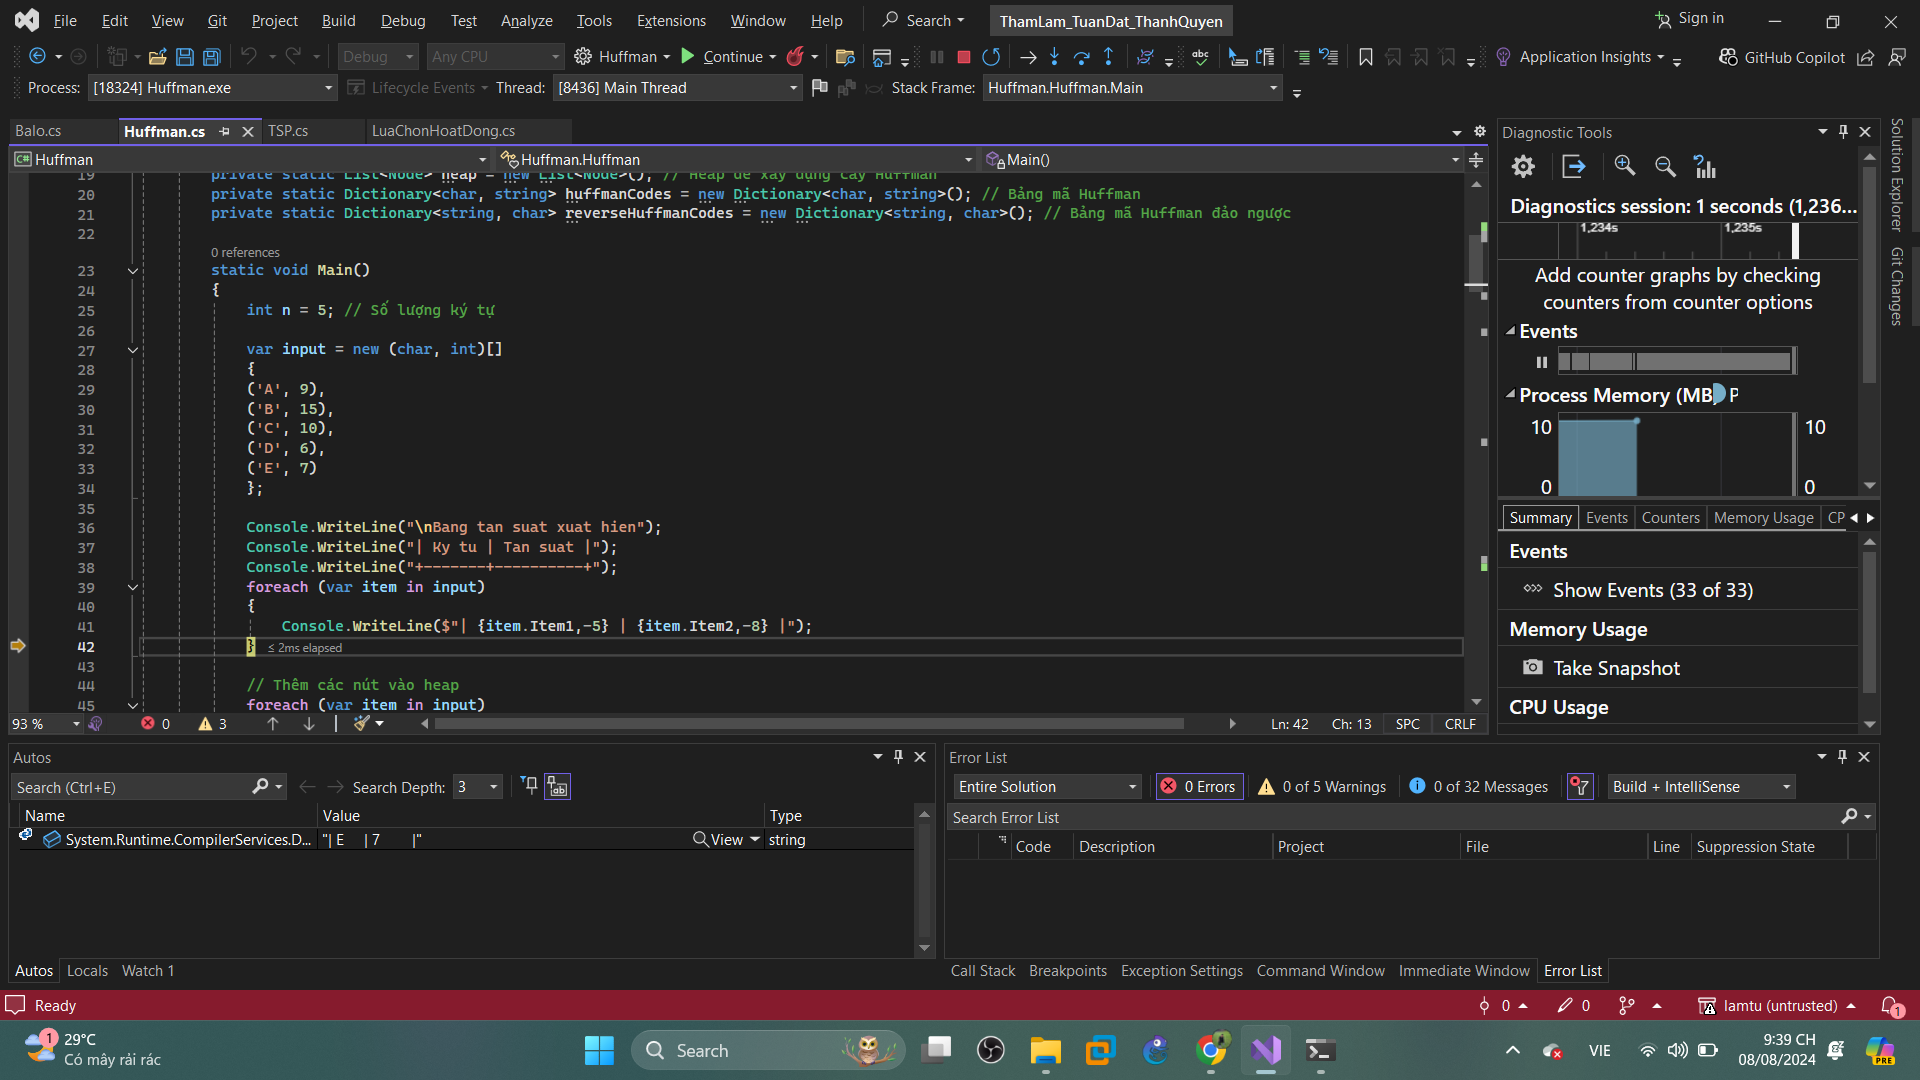 File Edit View Git Project Build Debug Test Analyze Tools Extensions Window Help Search ThamLam_TuanDat_ThanhQuyen Sign in
Debug Any CPU Huffman Continue abc Application Insights GitHub Copilot
Process: [18324] Huffman.exe Lifecycle Events Thread: [8436] Main Thread Stack Frame: Huffman.Huffman.Main
Balo.cs Huffman.cs TSP.cs LuaChonHoatDong.cs
C# Huffman Huffman.Huffman Main()
19 private static List<Node> heap = new List<Node>(); // Heap để xây dựng cây Huffman
20 private static Dictionary<char, string> huffmanCodes = new Dictionary<char, string>(); // Bảng mã Huffman
21 private static Dictionary<string, char> reverseHuffmanCodes = new Dictionary<string, char>(); // Bảng mã Huffman đảo ngược
22
0 references
23 static void Main()
24 {
25 int n = 5; // Số lượng ký tự
26
27 var input = new (char, int)[]
28 {
29 ('A', 9),
30 ('B', 15),
31 ('C', 10),
32 ('D', 6),
33 ('E', 7)
34 };
35
36 Console.WriteLine("\nBang tan suat xuat hien");
37 Console.WriteLine("| Ky tu | Tan suat |");
38 Console.WriteLine("+-------+----------+");
39 foreach (var item in input)
40 {
41 Console.WriteLine($"| {item.Item1,-5} | {item.Item2,-8} |");
42 } ≤ 2ms elapsed
43
44 // Thêm các nút vào heap
45 foreach (var item in input)
93 % 0 3 Ln: 42 Ch: 13 SPC CRLF
Diagnostic Tools
Diagnostics session: 1 seconds (1,236...
1,234s 1,235s
Add counter graphs by checking
counters from counter options
Events
Process Memory (MB) P
10 10
0 0
Summary Events Counters Memory Usage CP
Events
Show Events (33 of 33)
Memory Usage
Take Snapshot
CPU Usage
Solution Explorer
Git Changes
Autos
Search (Ctrl+E) Search Depth: 3
Name Value Type
System.Runtime.CompilerServices.D... "| E | 7 |" View string
Autos Locals Watch 1
Error List
Entire Solution 0 Errors 0 of 5 Warnings 0 of 32 Messages Build + IntelliSense
Search Error List
Code Description Project File Line Suppression State
Call Stack Breakpoints Exception Settings Command Window Immediate Window Error List
Ready 0 0 lamtu (untrusted) 1
1 29°C
Có mây rải rác
Search
VIE
9:39 CH
08/08/2024
PRE